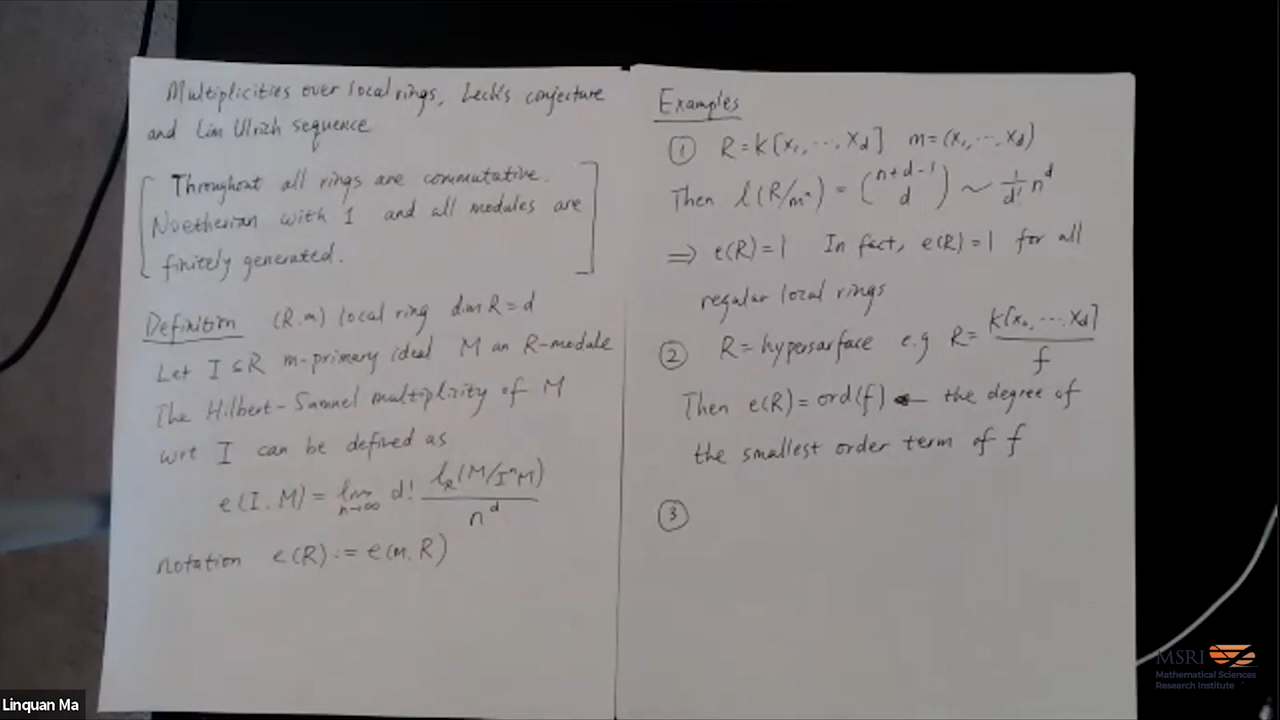 Multiplicities over local rings, Lech's conjecture
and Lim Ulrich sequence
Throughout all rings are commutative.
Noetherian with 1 and all modules are
finitely generated.
Definition (R,m) local ring dim R = d
Let I ⊆ R m-primary ideal M an R-module
The Hilbert-Samuel multiplicity of M
wrt I can be defined as
e(I,M) = lim_{n→∞} d! l_R(M/I^nM) / n^d
notation e(R) := e(m,R)
Examples
① R = k[x₁, ..., x_d] m = (x₁, ..., x_d)
Then l(R/m^n) = (n+d-1 d) ~ 1/d! n^d
⇒ e(R) = 1 In fact, e(R) = 1 for all
regular local rings
② R = hypersurface e.g R = k[x₀, ... x_d] / f
Then e(R) = ord(f) ← the degree of
the smallest order term of f
③
Linquan Ma
MSRI
Mathematical Sciences
Research Institute